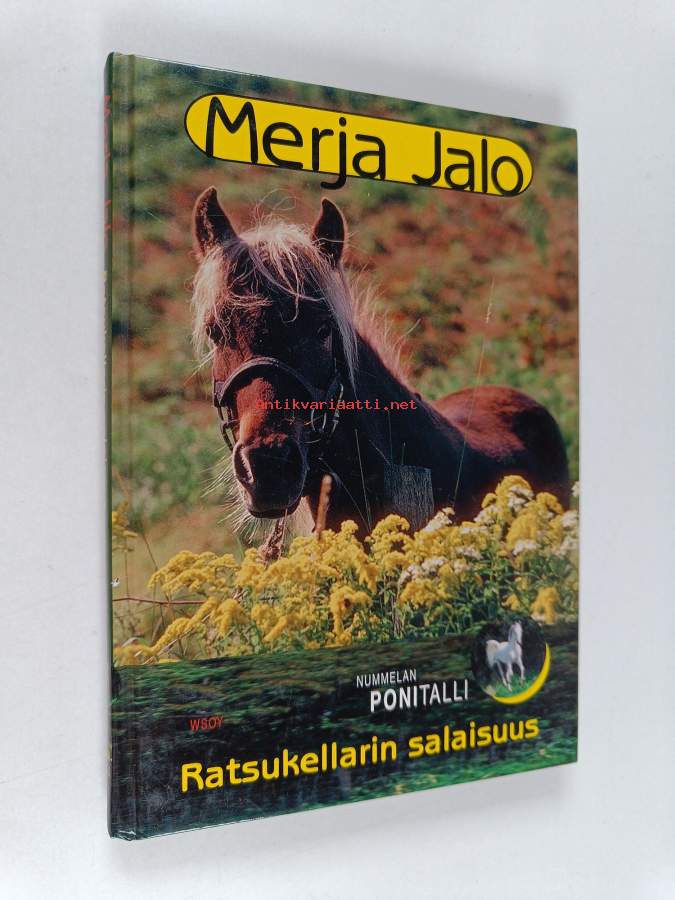 Merja Jalo
antikvariaatti.net
NUMMELAN
PONITALLI
WSOY
Ratsukellarin salaisuus